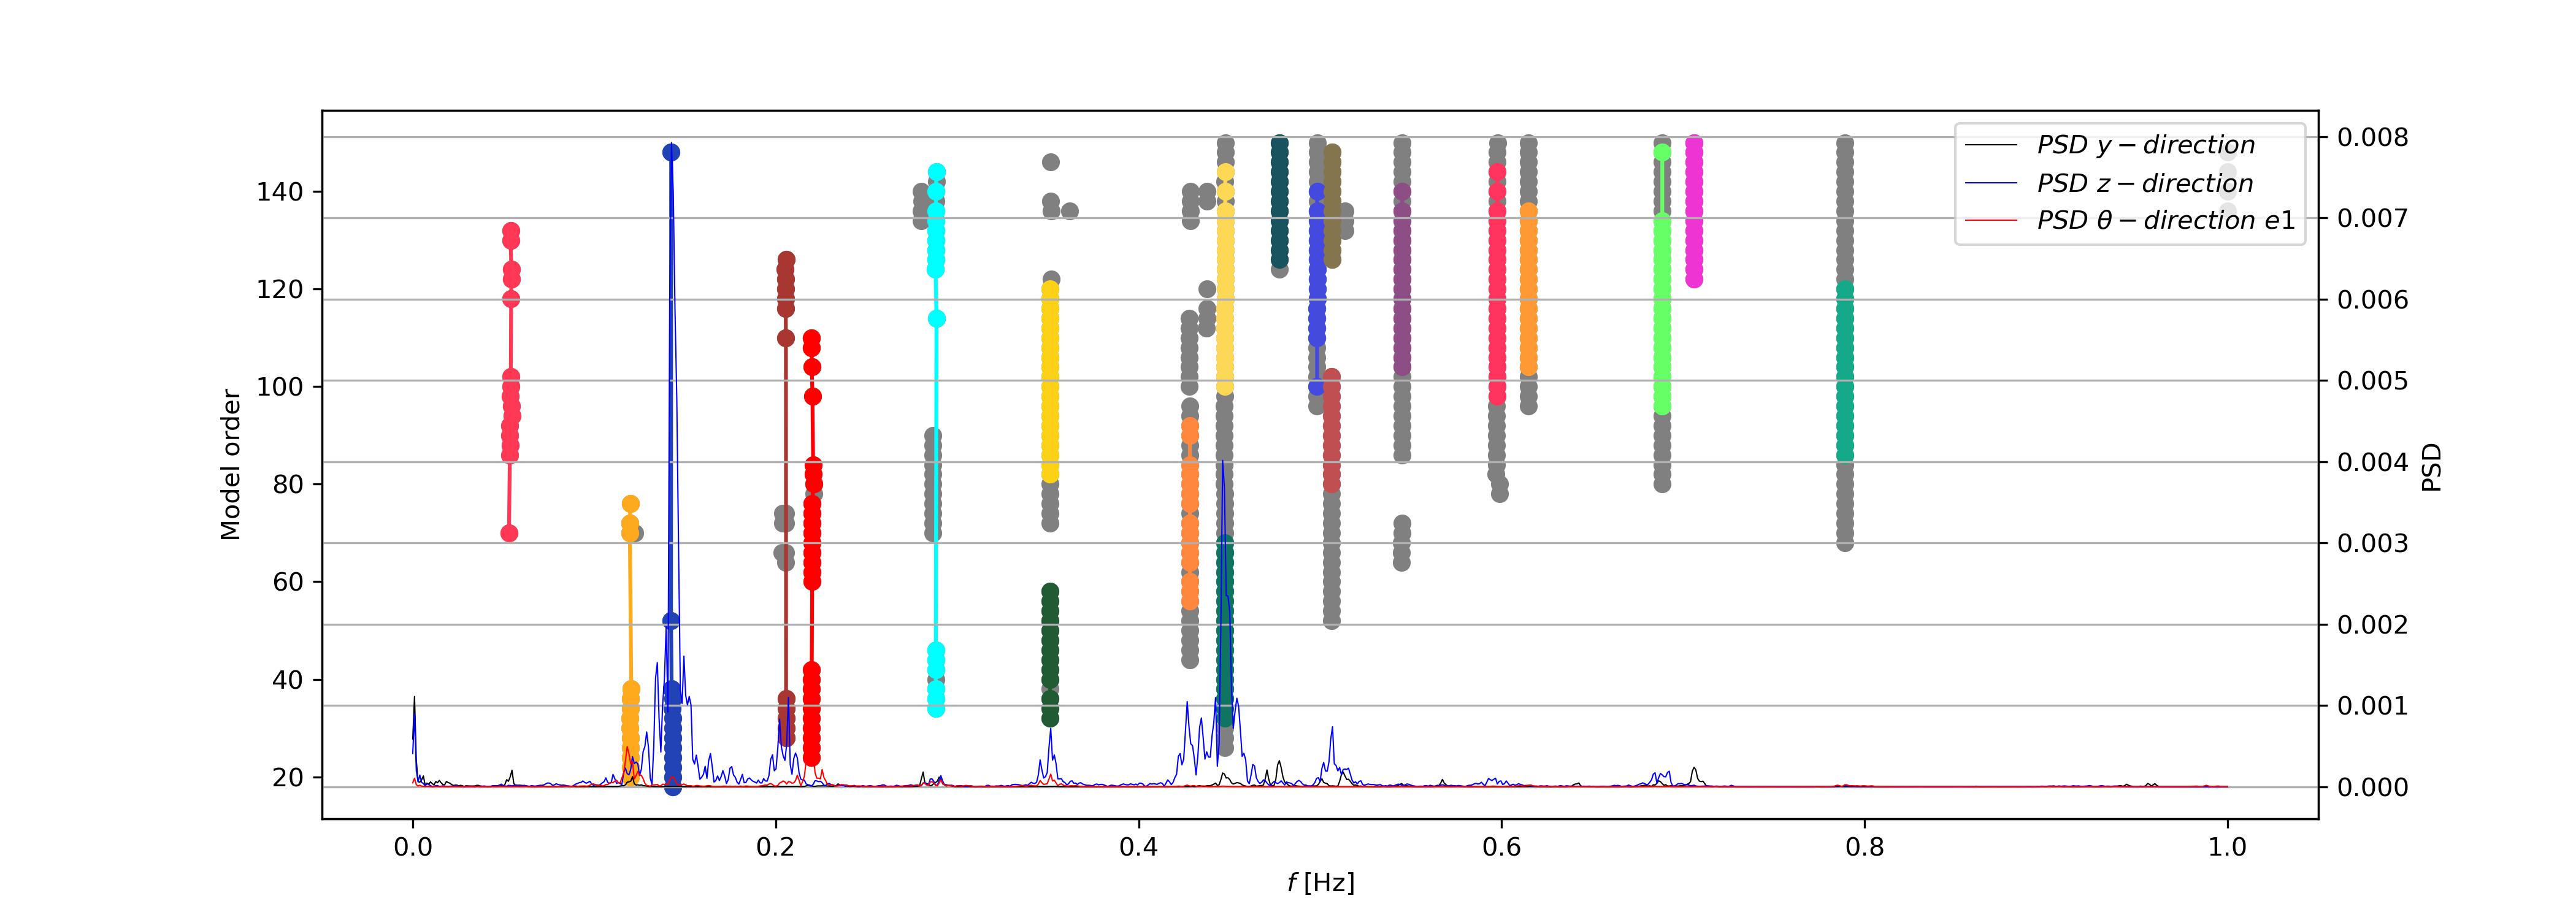 PSD y − direction
PSD z − direction
PSD θ − direction e1
Model order
140
120
100
80
60
40
20
0.008
0.007
0.006
0.005
0.004
0.003
0.002
0.001
0.000
PSD
0.0 0.2 0.4 0.6 0.8 1.0
f [Hz]